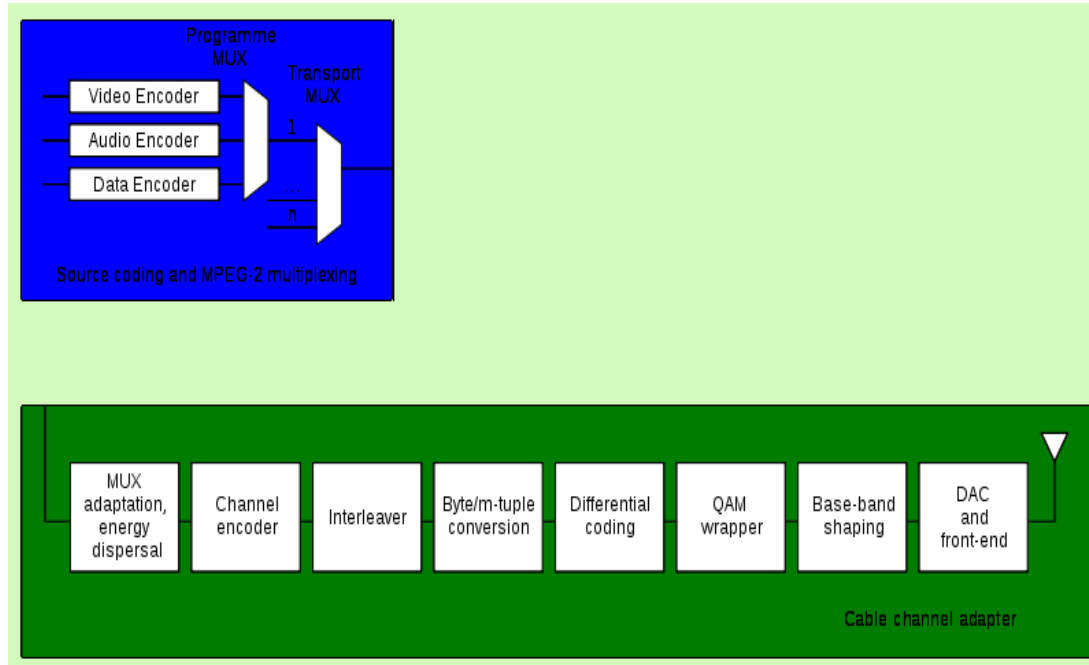 Programme
MUX
Transport
MUX
Video Encoder
Audio Encoder
Data Encoder
1
...
n
Source coding and MPEG-2 multiplexing
MUX
adaptation,
energy
dispersal
Channel
encoder
Interleaver
Byte/m-tuple
conversion
Differential
coding
QAM
wrapper
Base-band
shaping
DAC
and
front-end
Cable channel adapter